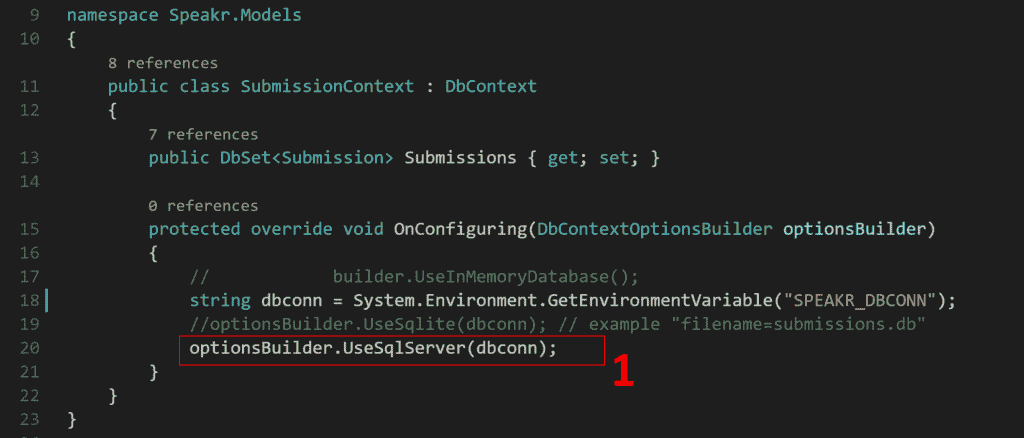 9 namespace Speakr.Models
10 {
8 references
11 public class SubmissionContext : DbContext
12 {
7 references
13 public DbSet<Submission> Submissions { get; set; }
14
0 references
15 protected override void OnConfiguring(DbContextOptionsBuilder optionsBuilder)
16 {
17 // builder.UseInMemoryDatabase();
18 string dbconn = System.Environment.GetEnvironmentVariable("SPEAKR_DBCONN");
19 //optionsBuilder.UseSqlite(dbconn); // example "filename=submissions.db"
20 optionsBuilder.UseSqlServer(dbconn);
1
21 }
22 }
23 }